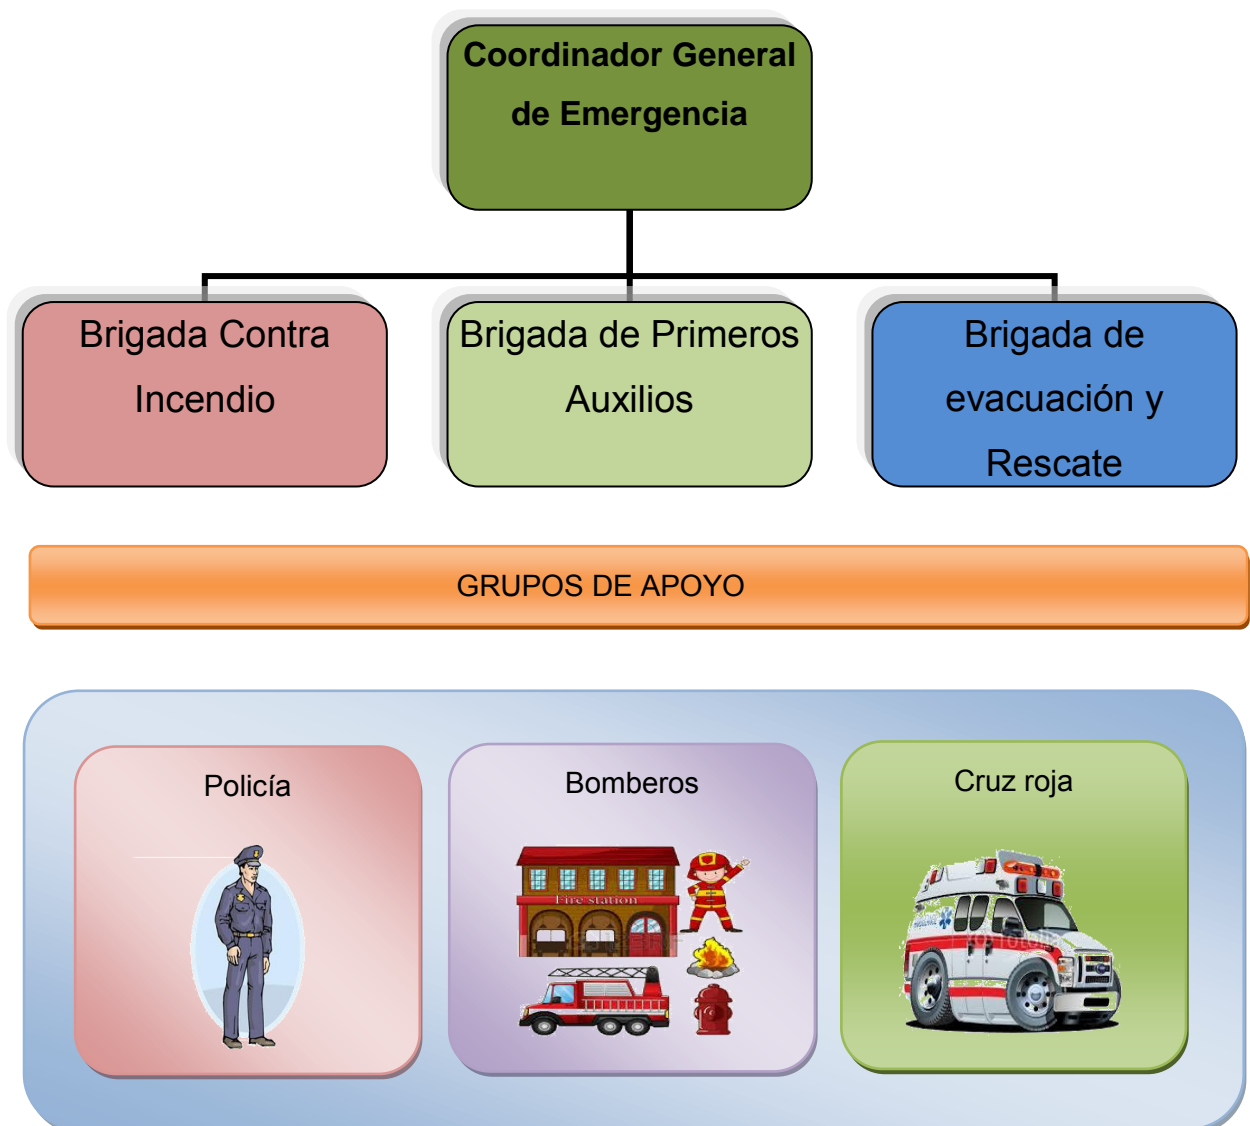 Coordinador General
de Emergencia
Brigada Contra
Incendio
Brigada de Primeros
Auxilios
Brigada de
evacuación y
Rescate
GRUPOS DE APOYO
Policía
Bomberos
Cruz roja
Fire station